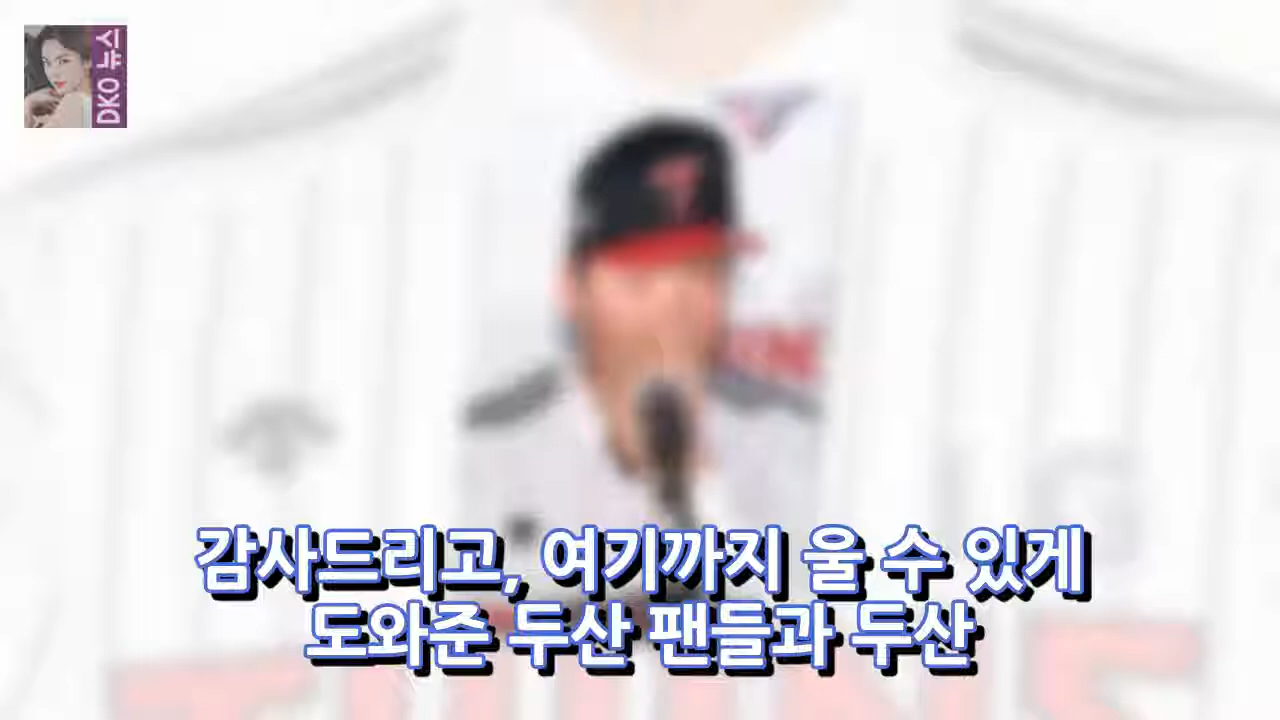 DKO 뉴스
감사드리고, 여기까지 울 수 있게
도와준 두산 팬들과 두산